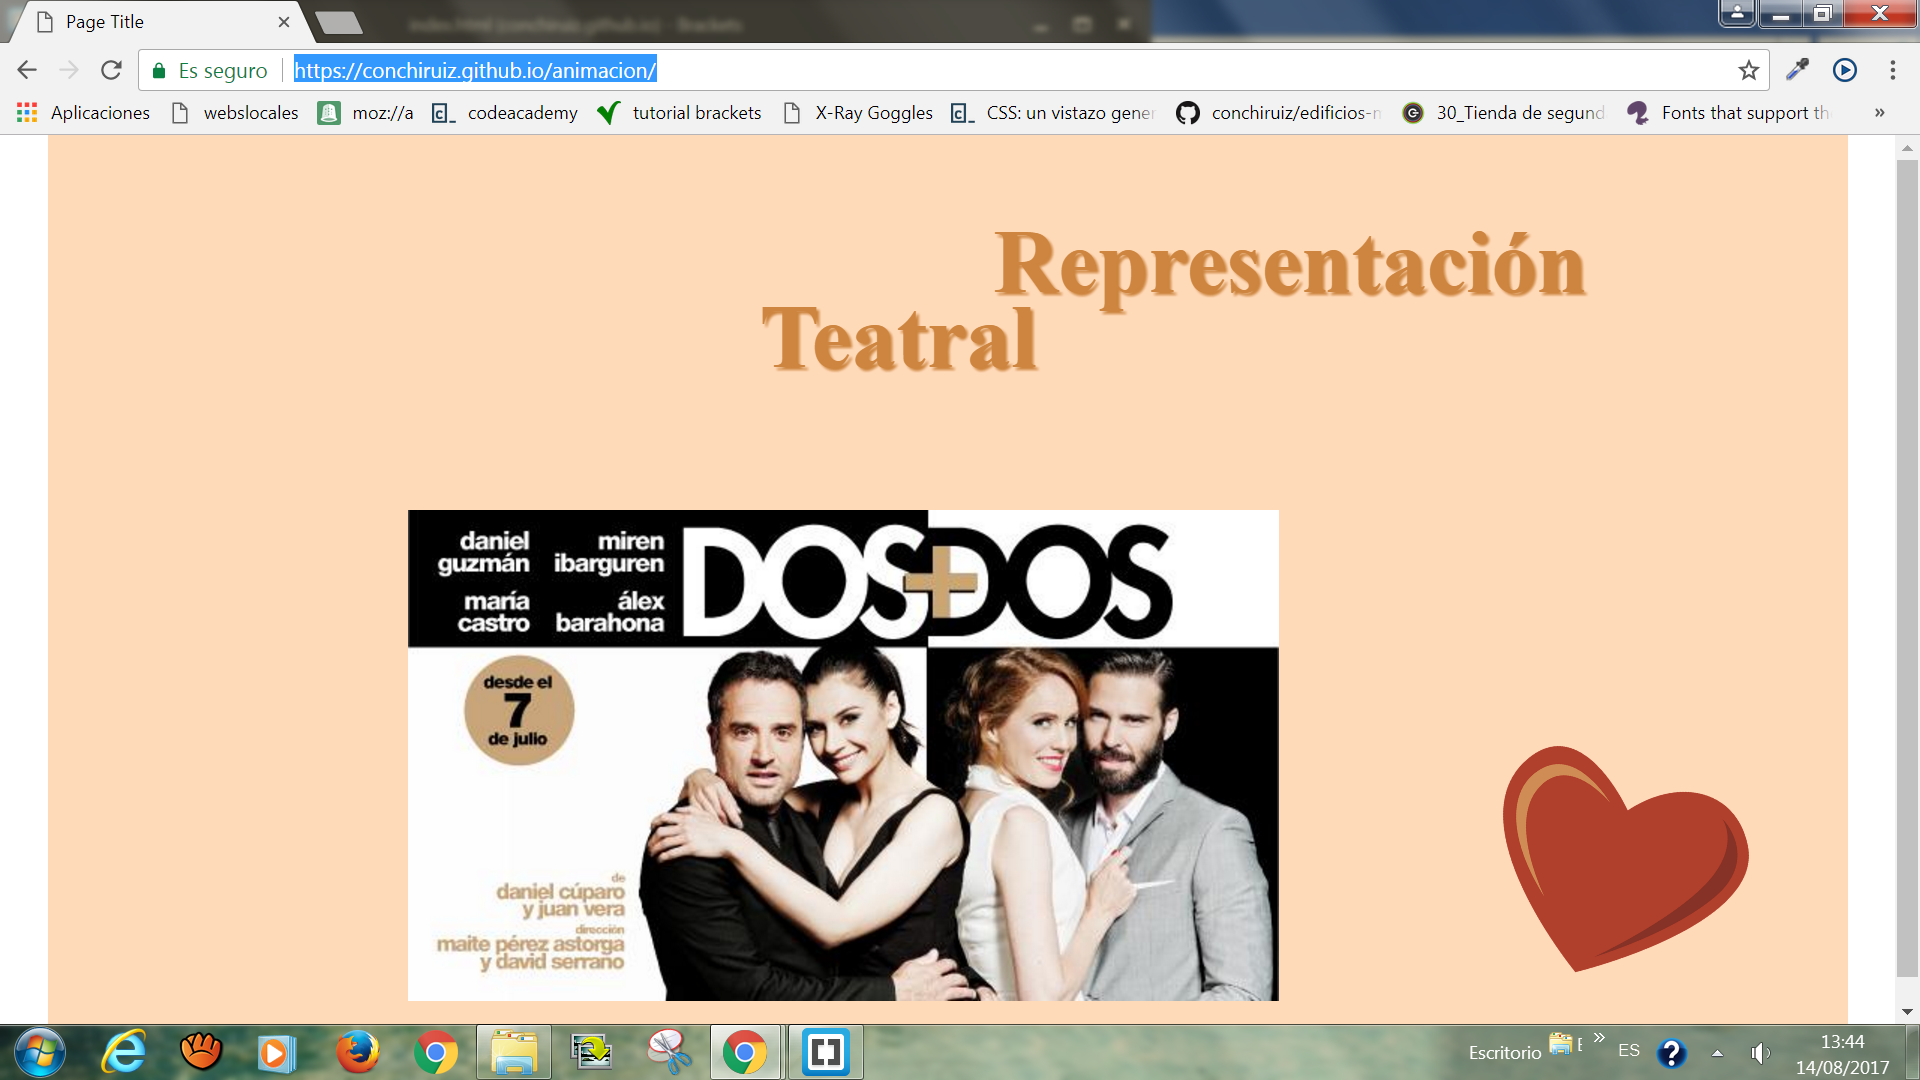 Page Title
Es seguro
https://conchiruiz.github.io/animacion/
Aplicaciones
webslocales
moz://a
codeacademy
tutorial brackets
X-Ray Goggles
CSS: un vistazo gener
conchiruiz/edificios-n
30_Tienda de segund
Fonts that support th
»
Representación
Teatral
daniel guzmán
miren ibarguren
maría castro
álex barahona
DOS+DOS
desde el
7
de julio
de
daniel cúparo
y juan vera
dirección
maite pérez astorga
y david serrano
Escritorio
E
»
ES
13:44
14/08/2017